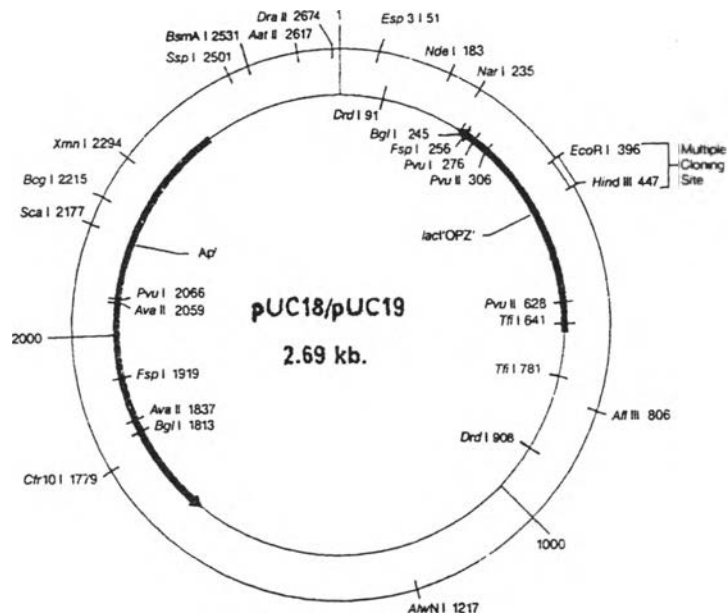 1
Dra II 2674
Esp 3 I 51
BsmA I 2531
Aat II 2617
Ssp I 2501
Nde I 183
Nar I 235
Drd I 91
Bgl I 245
Fsp I 256
Pvu I 276
Pvu II 306
Xmn I 2294
Bcg I 2215
Sca I 2177
EcoR I 396
Hind III 447
Multiple
Cloning
Site
lacI'OPZ'
Apʳ
Pvu I 2066
Ava II 2059
2000
pUC18/pUC19
2.69 kb.
Pvu II 628
Tfi I 641
Tfi I 781
Fsp I 1919
Ava II 1837
Bgl I 1813
Cfr10 I 1779
Afl III 806
Drd I 908
1000
AlwN I 1217